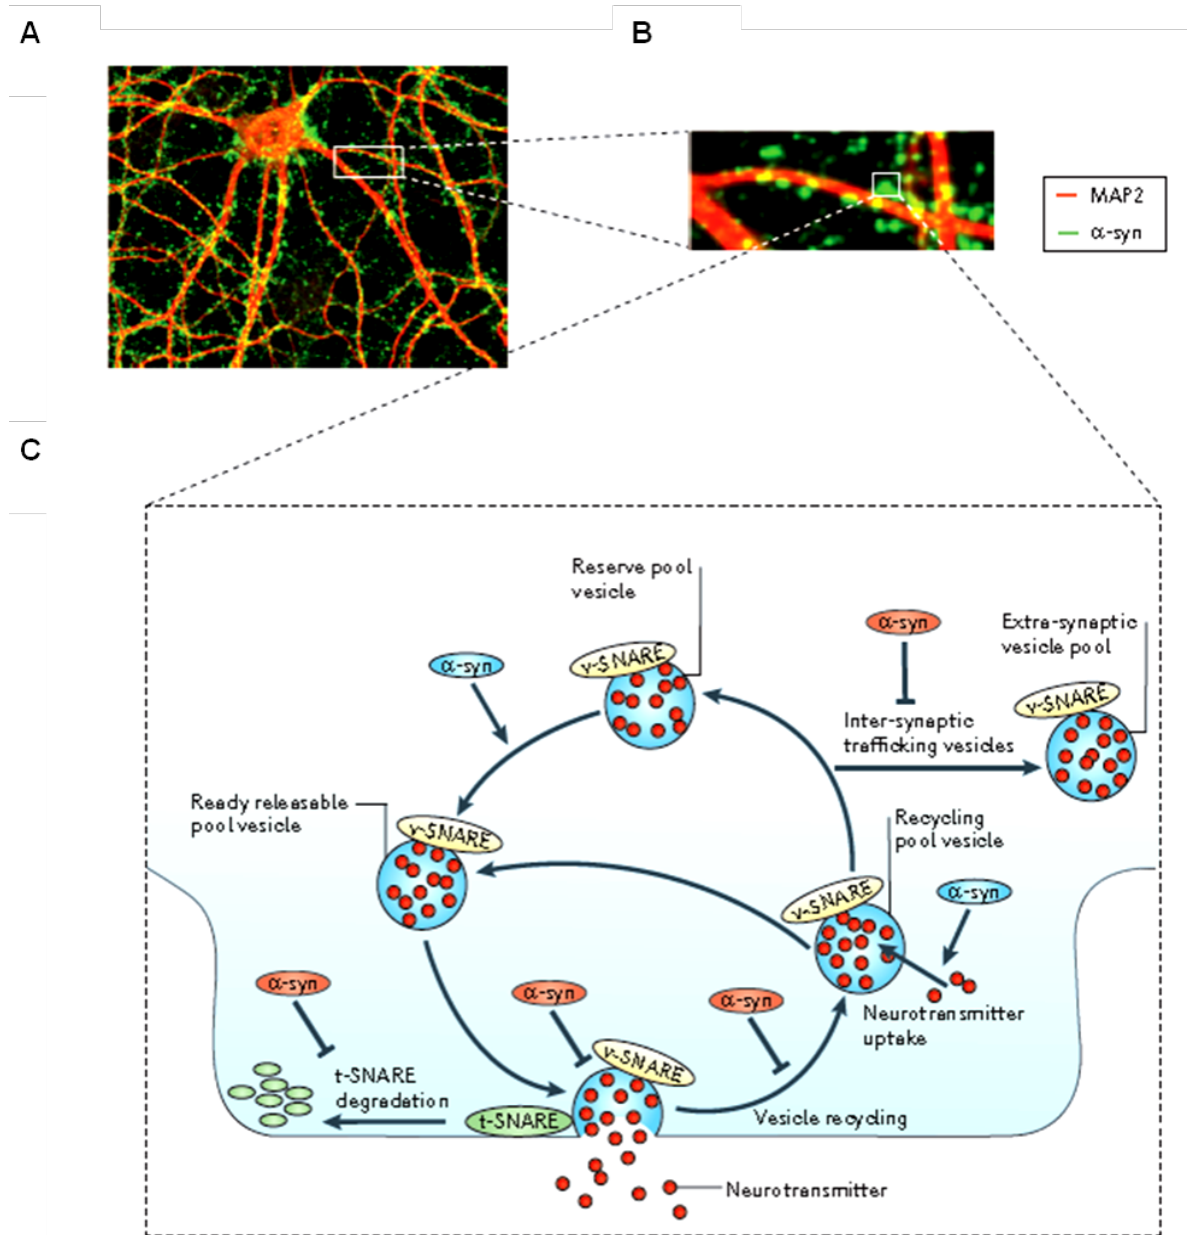 A
B
MAP2
α-syn
C
Reserve pool
vesicle
α-syn
Extra-synaptic
vesicle pool
α-syn
v-SNARE
v-SNARE
Inter-synaptic
trafficking vesicles
Ready releasable
pool vesicle
v-SNARE
Recycling
pool vesicle
v-SNARE
α-syn
α-syn
α-syn
α-syn
Neurotransmitter
uptake
v-SNARE
t-SNARE
degradation
t-SNARE
Vesicle recycling
Neurotransmitter